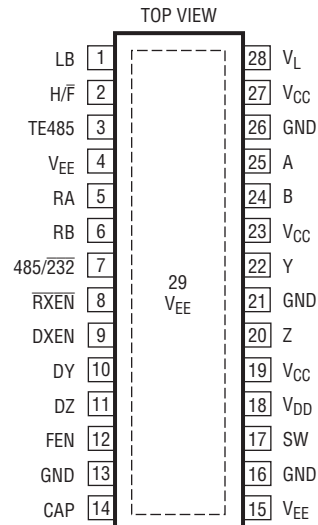 TOP VIEW
LB 1
H/F̅ 2
TE485 3
VEE 4
RA 5
RB 6
485/2̅3̅2̅ 7
R̅X̅E̅N̅ 8
DXEN 9
DY 10
DZ 11
FEN 12
GND 13
CAP 14
29
VEE
28 VL
27 VCC
26 GND
25 A
24 B
23 VCC
22 Y
21 GND
20 Z
19 VCC
18 VDD
17 SW
16 GND
15 VEE